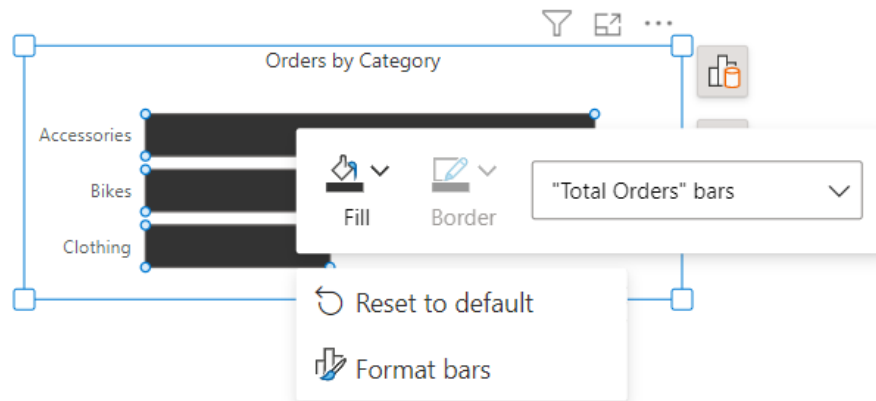 Orders by Category
Accessories
Bikes
Clothing
Fill
Border
"Total Orders" bars
Reset to default
Format bars